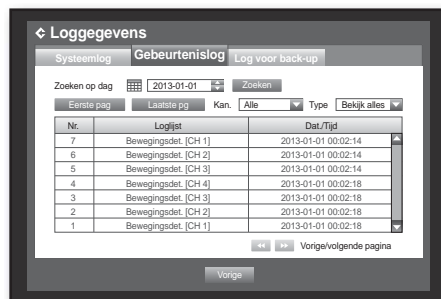 Loggegevens
Systeemlog Gebeurtenislog Log voor back-up
Zoeken op dag 2013-01-01 Zoeken
Eerste pag Laatste pg Kan. Alle Type Bekijk alles
Nr. Loglijst Dat./Tijd
7 Bewegingsdet. [CH 1] 2013-01-01 00:02:14
6 Bewegingsdet. [CH 2] 2013-01-01 00:02:14
5 Bewegingsdet. [CH 3] 2013-01-01 00:02:14
4 Bewegingsdet. [CH 4] 2013-01-01 00:02:18
3 Bewegingsdet. [CH 3] 2013-01-01 00:02:18
2 Bewegingsdet. [CH 2] 2013-01-01 00:02:18
1 Bewegingsdet. [CH 1] 2013-01-01 00:02:18
Vorige/volgende pagina
Vorige